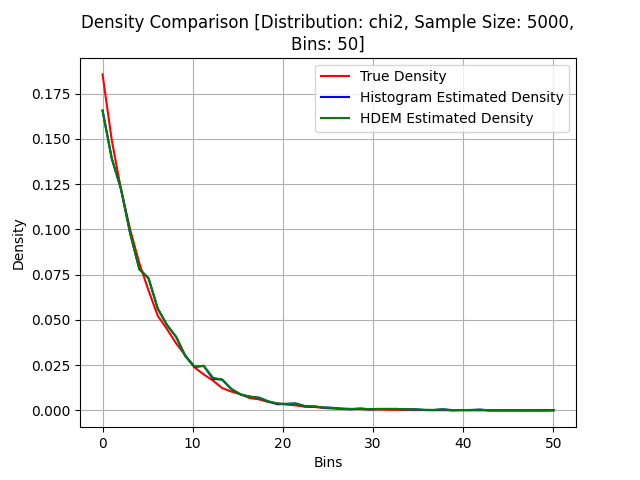 Density Comparison [Distribution: chi2, Sample Size: 5000,
Bins: 50]
True Density
Histogram Estimated Density
HDEM Estimated Density
Density
0.175
0.150
0.125
0.100
0.075
0.050
0.025
0.000
0 10 20 30 40 50
Bins